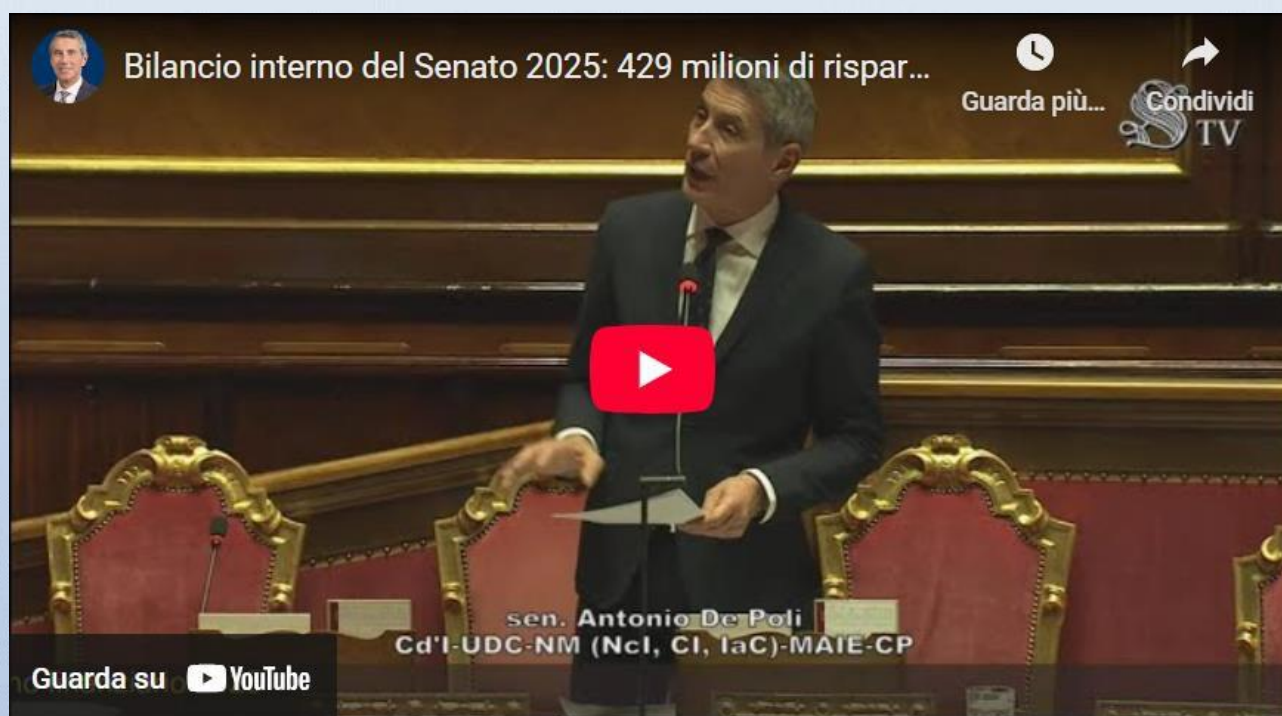 Bilancio interno del Senato 2025: 429 milioni di rispar...
Guarda più...
Condividi
TV
sen. Antonio De Poli
Cd'I-UDC-NM (NcI, CI, IaC)-MAIE-CP
Guarda su YouTube